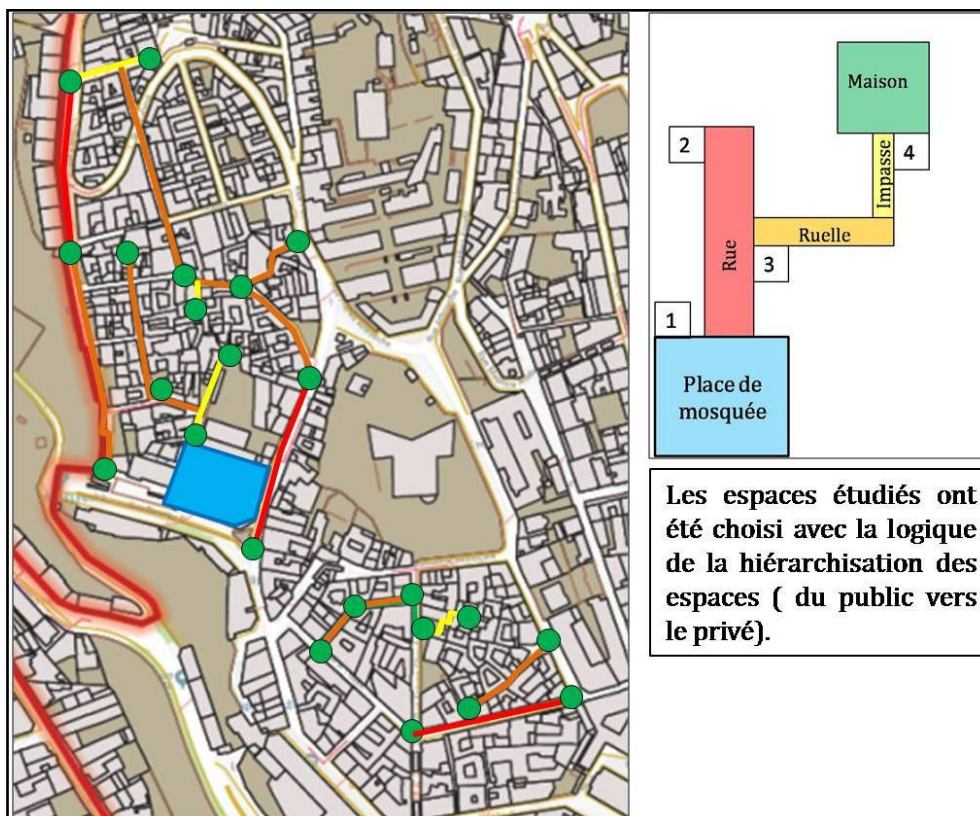 Maison
2
4
Impasse
Ruelle
Rue
3
1
Place de
mosquée
Les espaces étudiés ont
été choisi avec la logique
de la hiérarchisation des
espaces ( du public vers
le privé).